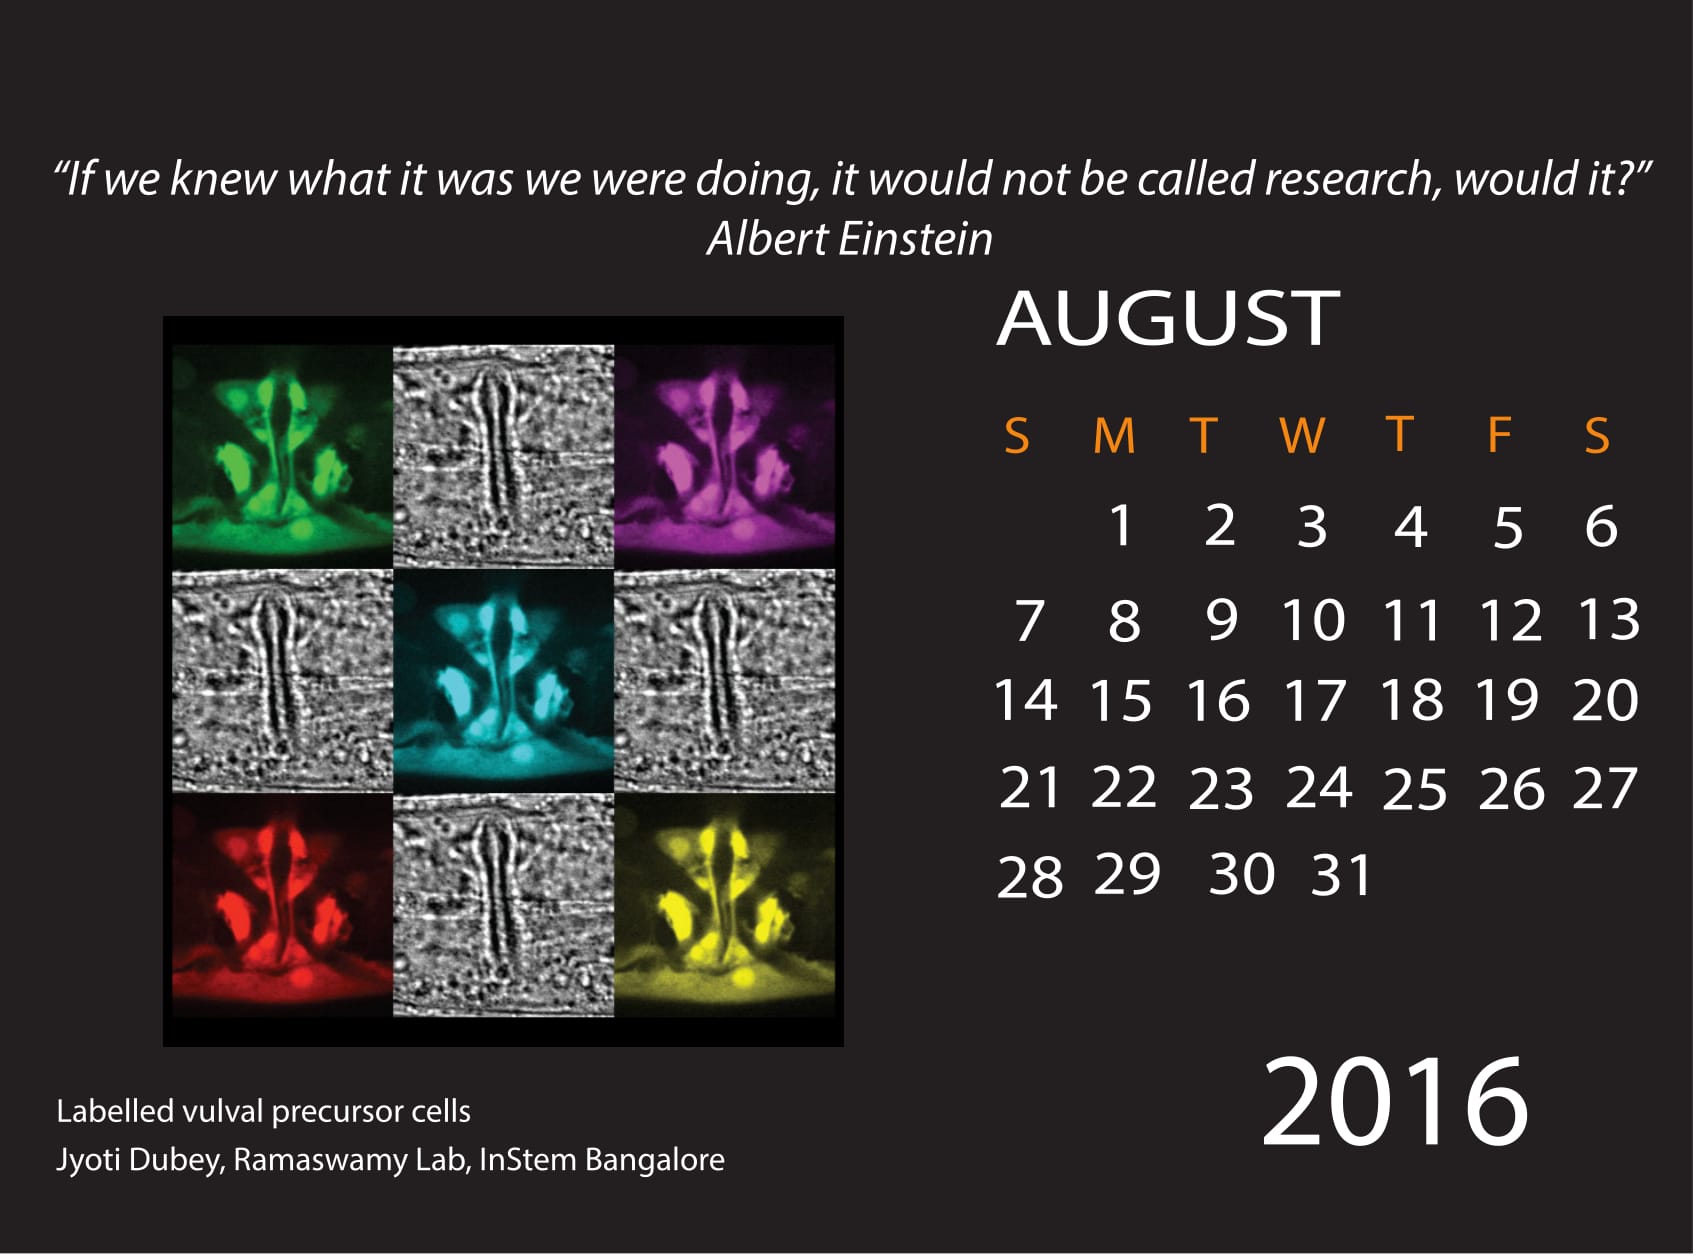 “If we knew what it was we were doing, it would not be called research, would it?”
Albert Einstein
AUGUST
S M T W T F S
1 2 3 4 5 6
7 8 9 10 11 12 13
14 15 16 17 18 19 20
21 22 23 24 25 26 27
28 29 30 31
2016
Labelled vulval precursor cells
Jyoti Dubey, Ramaswamy Lab, InStem Bangalore